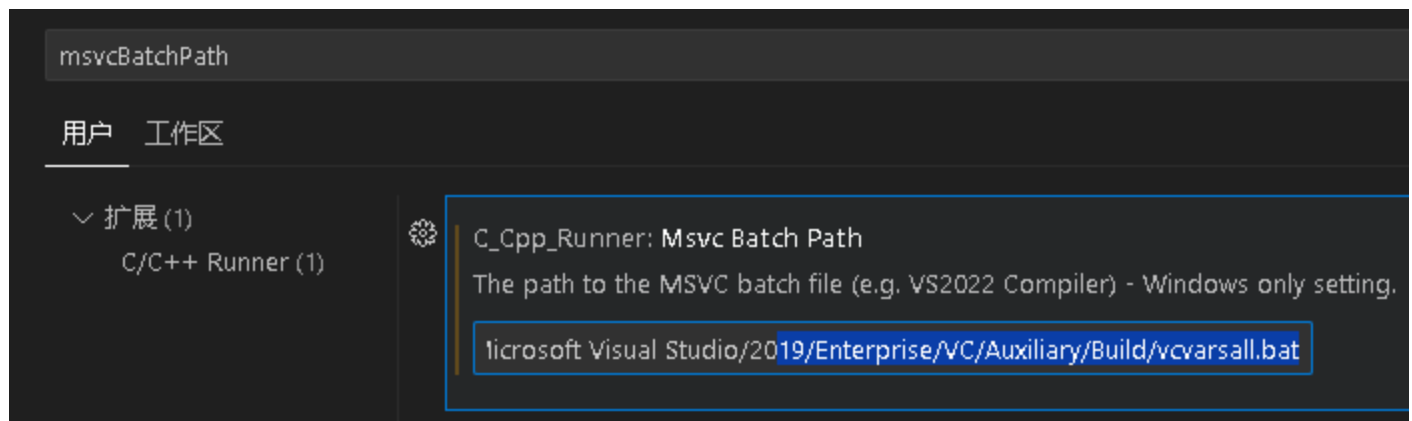 msvcBatchPath
用户 工作区
扩展 (1)
C/C++ Runner (1)
C_Cpp_Runner: Msvc Batch Path
The path to the MSVC batch file (e.g. VS2022 Compiler) - Windows only setting.
icrosoft Visual Studio/2019/Enterprise/VC/Auxiliary/Build/vcvarsall.bat